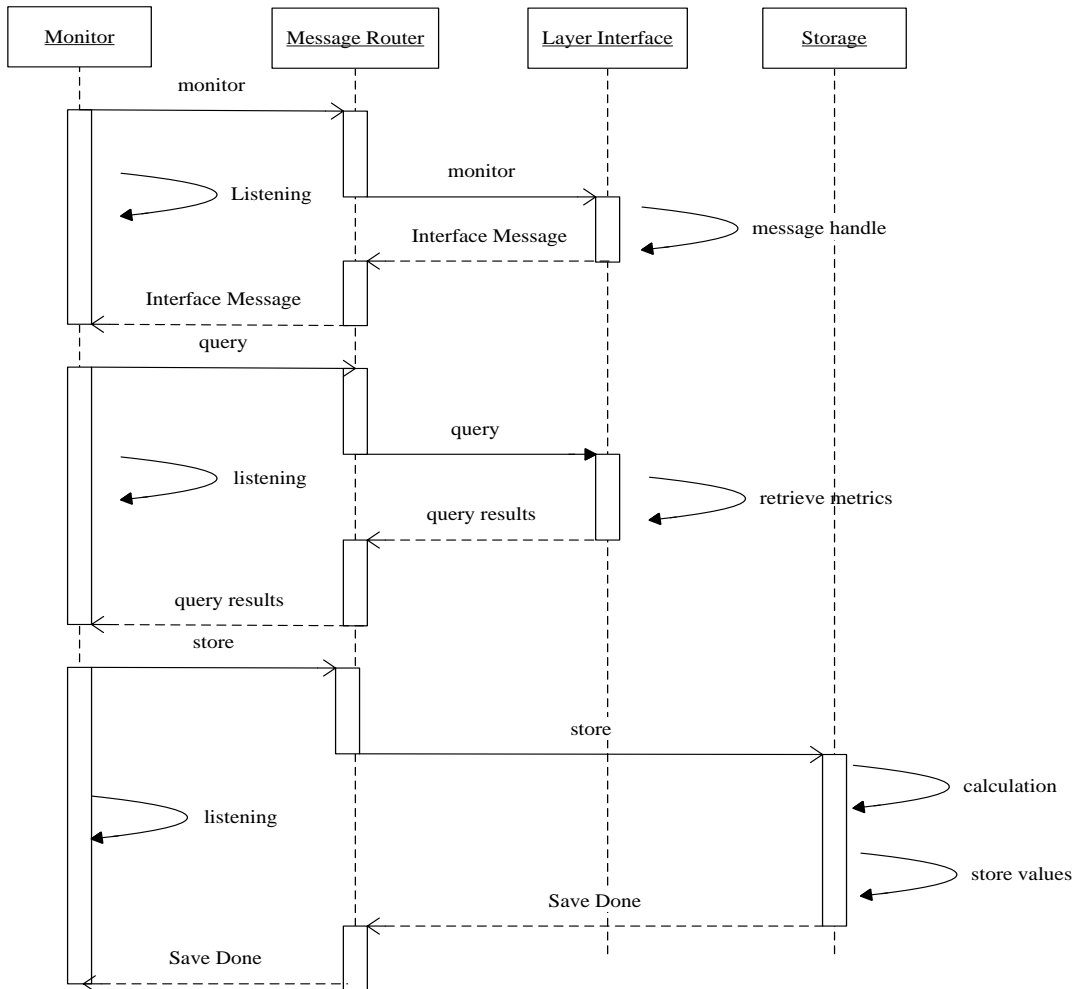 Monitor
Message Router
Layer Interface
Storage
monitor
monitor
Listening
message handle
Interface Message
Interface Message
query
query
listening
retrieve metrics
query results
query results
store
store
calculation
listening
store values
Save Done
Save Done